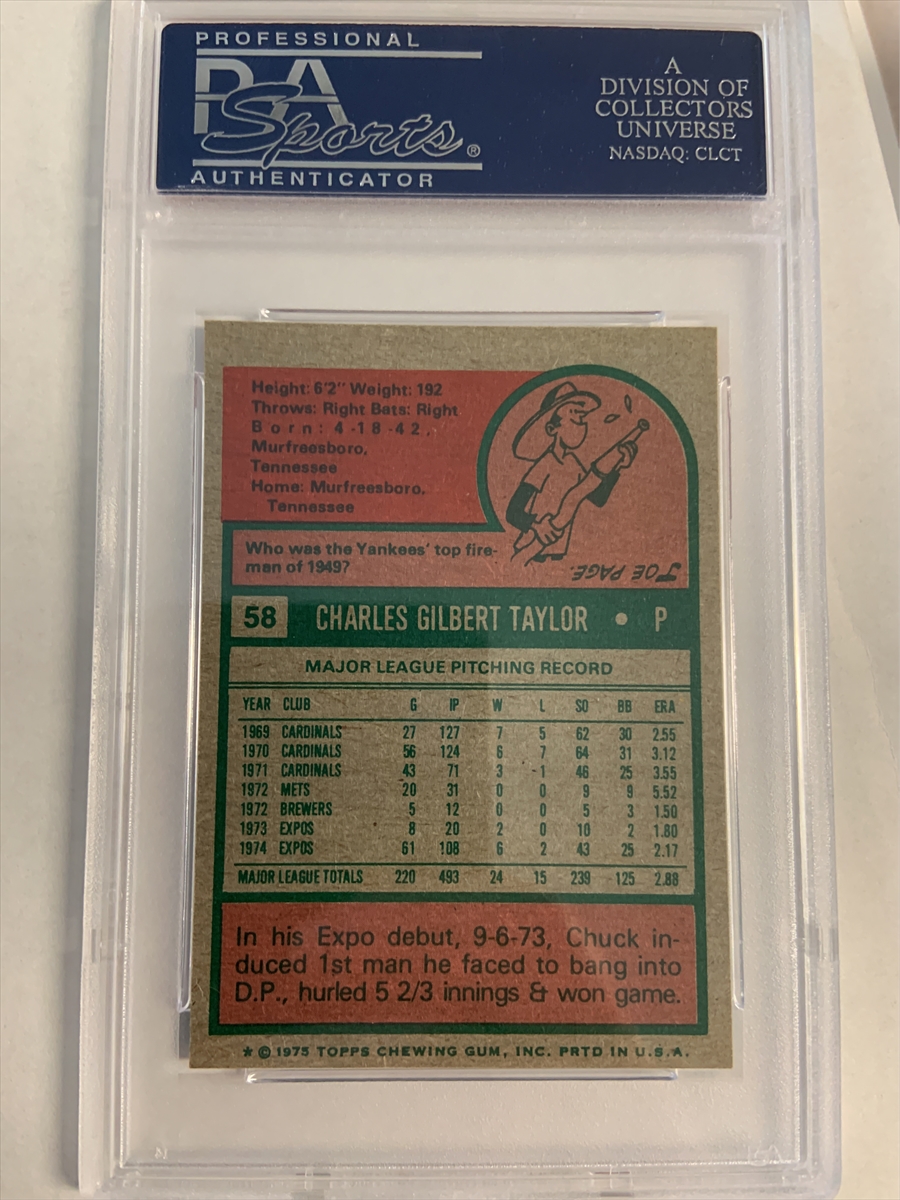 PROFESSIONAL
PSA
Sports®
AUTHENTICATOR
A
DIVISION OF
COLLECTORS
UNIVERSE
NASDAQ: CLCT
Height: 6'2" Weight: 192
Throws: Right Bats: Right
Born: 4-18-42,
Murfreesboro,
Tennessee
Home: Murfreesboro,
Tennessee
Who was the Yankees' top fire-
man of 1949?
JOE PAGE.
58 CHARLES GILBERT TAYLOR • P
MAJOR LEAGUE PITCHING RECORD
YEAR CLUB G IP W L SO BB ERA
1969 CARDINALS 27 127 7 5 62 30 2.55
1970 CARDINALS 56 124 6 7 64 31 3.12
1971 CARDINALS 43 71 3 1 46 25 3.55
1972 METS 20 31 0 0 9 9 5.52
1972 BREWERS 5 12 0 0 5 3 1.50
1973 EXPOS 8 20 2 0 10 2 1.80
1974 EXPOS 61 108 6 2 43 25 2.17
MAJOR LEAGUE TOTALS 220 493 24 15 239 125 2.88
In his Expo debut, 9-6-73, Chuck in-
duced 1st man he faced to bang into
D.P., hurled 5 2/3 innings & won game.
* © 1975 TOPPS CHEWING GUM, INC. PRTD IN U.S.A.